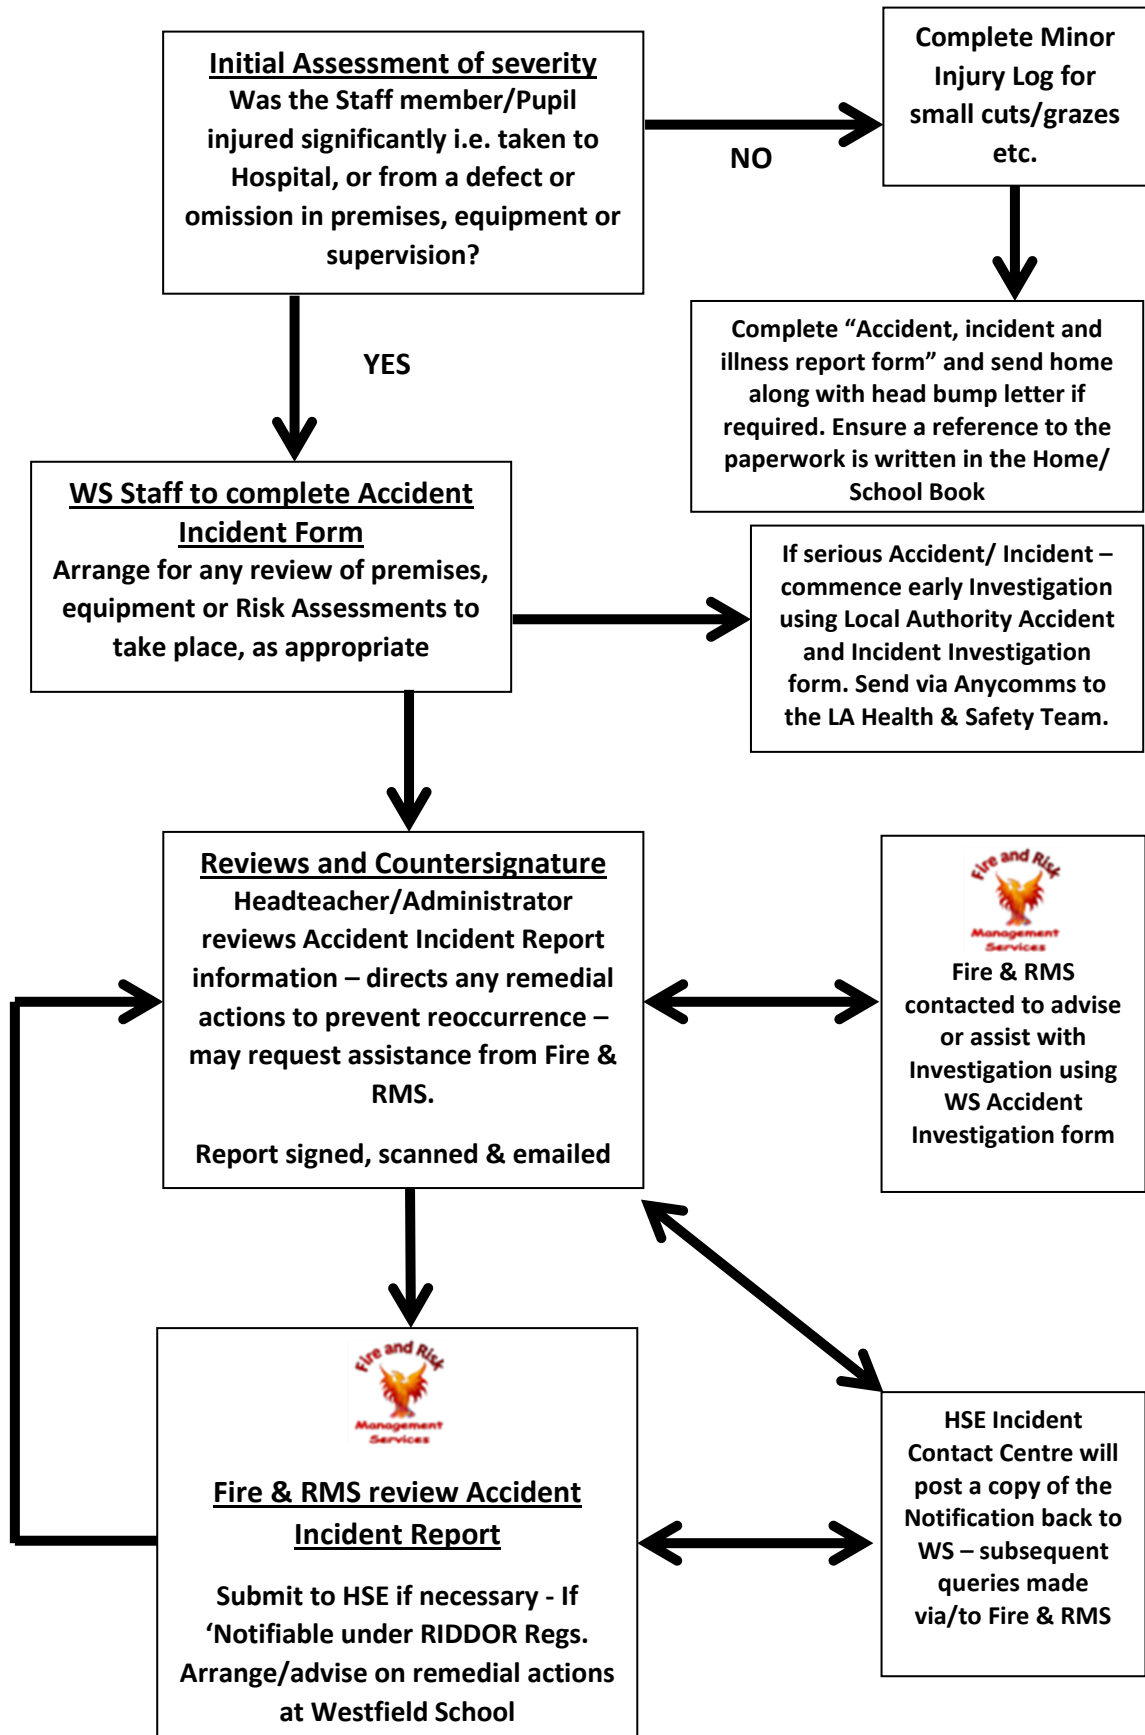 Initial Assessment of severity
Was the Staff member/Pupil
injured significantly i.e. taken to
Hospital, or from a defect or
omission in premises, equipment or
supervision?
NO
Complete Minor
Injury Log for
small cuts/grazes
etc.
YES
Complete “Accident, incident and
illness report form” and send home
along with head bump letter if
required. Ensure a reference to the
paperwork is written in the Home/
School Book
WS Staff to complete Accident
Incident Form
Arrange for any review of premises,
equipment or Risk Assessments to
take place, as appropriate
If serious Accident/ Incident –
commence early Investigation
using Local Authority Accident
and Incident Investigation
form. Send via Anycomms to
the LA Health & Safety Team.
Reviews and Countersignature
Headteacher/Administrator
reviews Accident Incident Report
information – directs any remedial
actions to prevent reoccurrence –
may request assistance from Fire &
RMS.
Report signed, scanned & emailed
Fire and Risk
Management
Services
Fire & RMS
contacted to advise
or assist with
Investigation using
WS Accident
Investigation form
Fire and Risk
Management
Services
Fire & RMS review Accident
Incident Report
Submit to HSE if necessary - If
‘Notifiable under RIDDOR Regs.
Arrange/advise on remedial actions
at Westfield School
HSE Incident
Contact Centre will
post a copy of the
Notification back to
WS – subsequent
queries made
via/to Fire & RMS